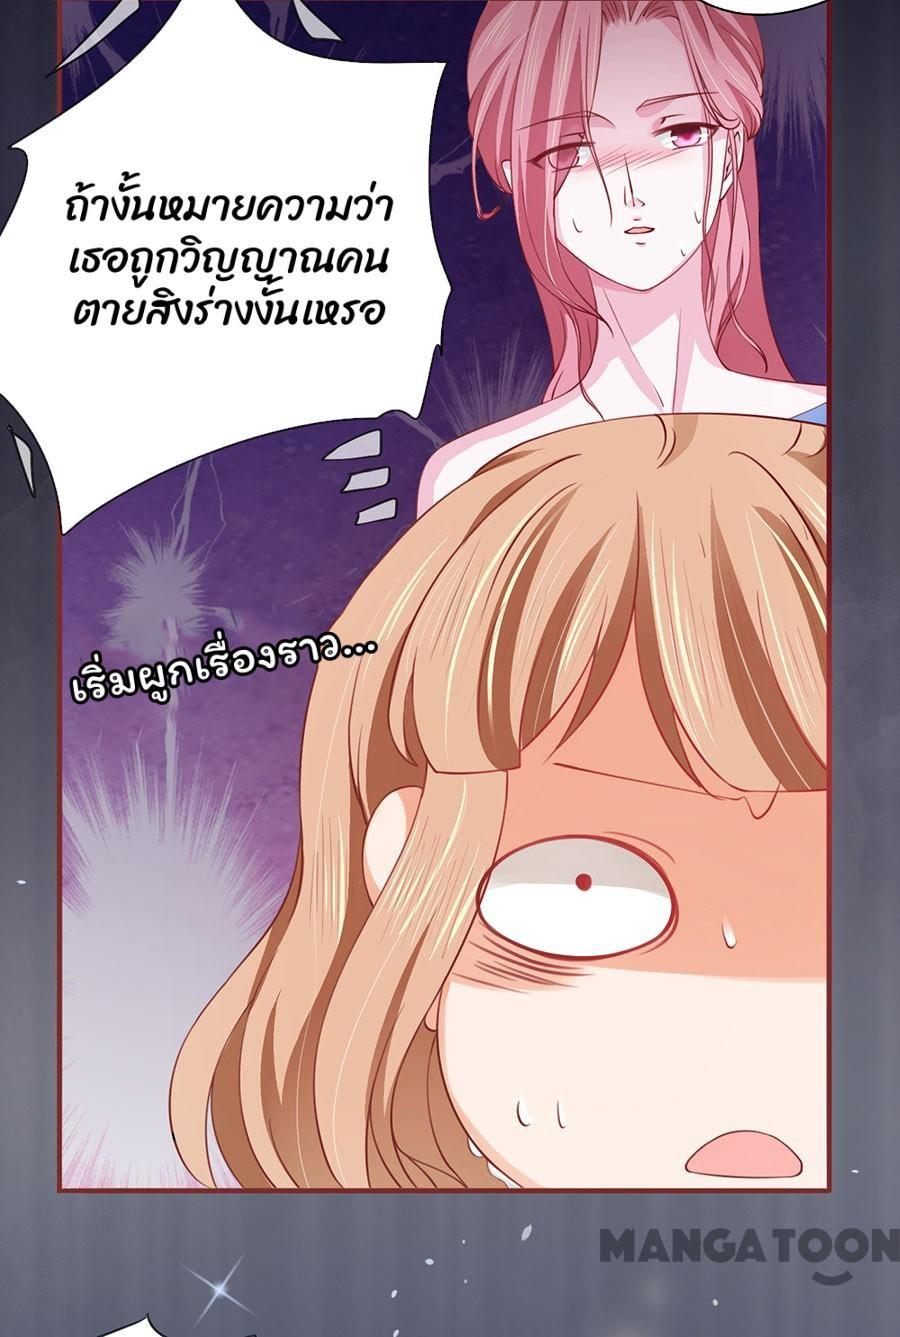 ถ้างั้นหมายความว่า
เธอถูกวิญญาณคน
ตายสิงร่างงั้นเหรอ
เริ่มผูกเรื่องราว...
MANGATOON